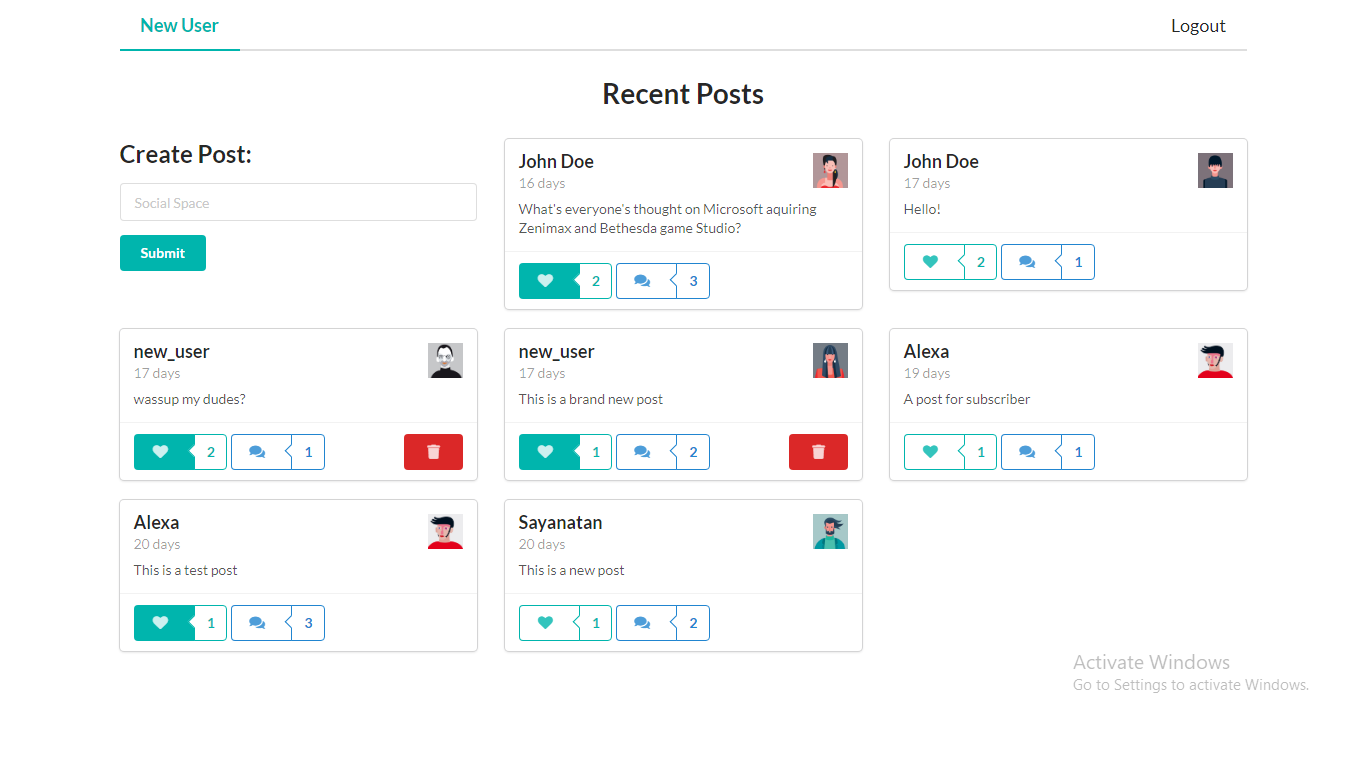 New User
Logout
Recent Posts
Create Post:
Social Space
Submit
John Doe
16 days
What's everyone's thought on Microsoft aquiring
Zenimax and Bethesda game Studio?
2
3
John Doe
17 days
Hello!
2
1
new_user
17 days
wassup my dudes?
2
1
new_user
17 days
This is a brand new post
1
2
Alexa
19 days
A post for subscriber
1
1
Alexa
20 days
This is a test post
1
3
Sayanatan
20 days
This is a new post
1
2
Activate Windows
Go to Settings to activate Windows.